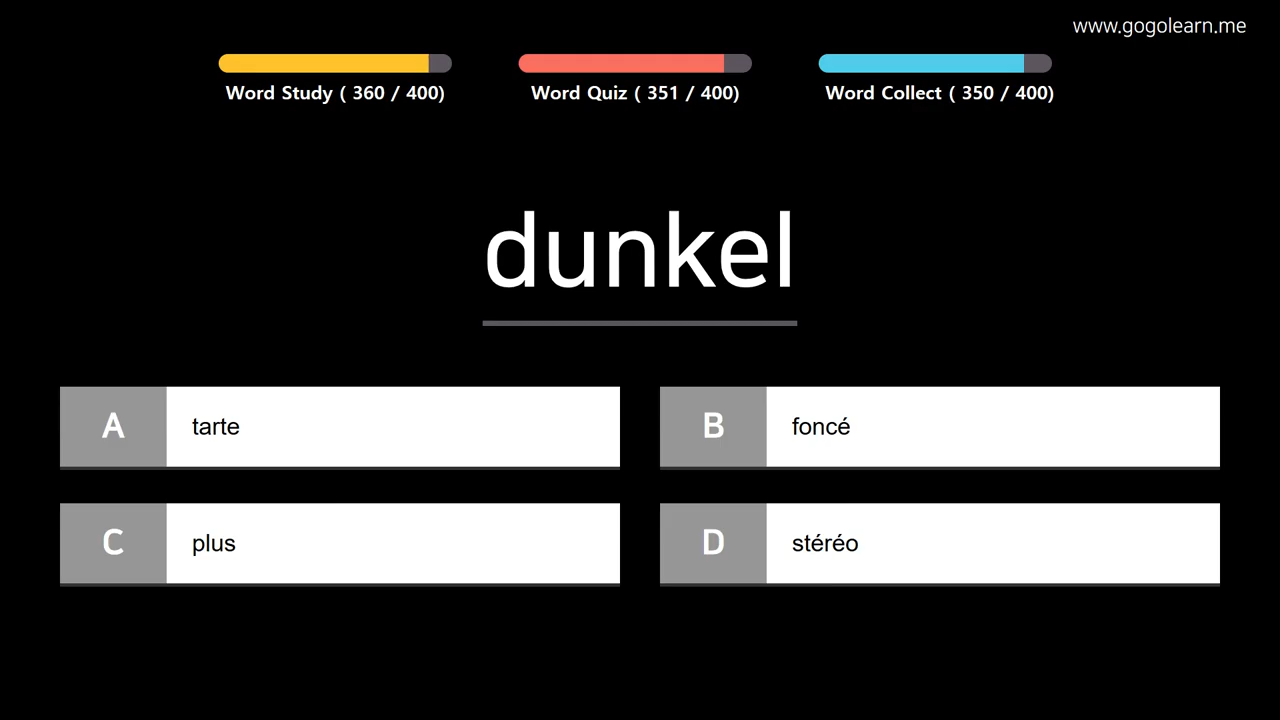 www.gogolearn.me
Word Study ( 360 / 400)
Word Quiz ( 351 / 400)
Word Collect ( 350 / 400)
dunkel
A tarte
B foncé
C plus
D stéréo